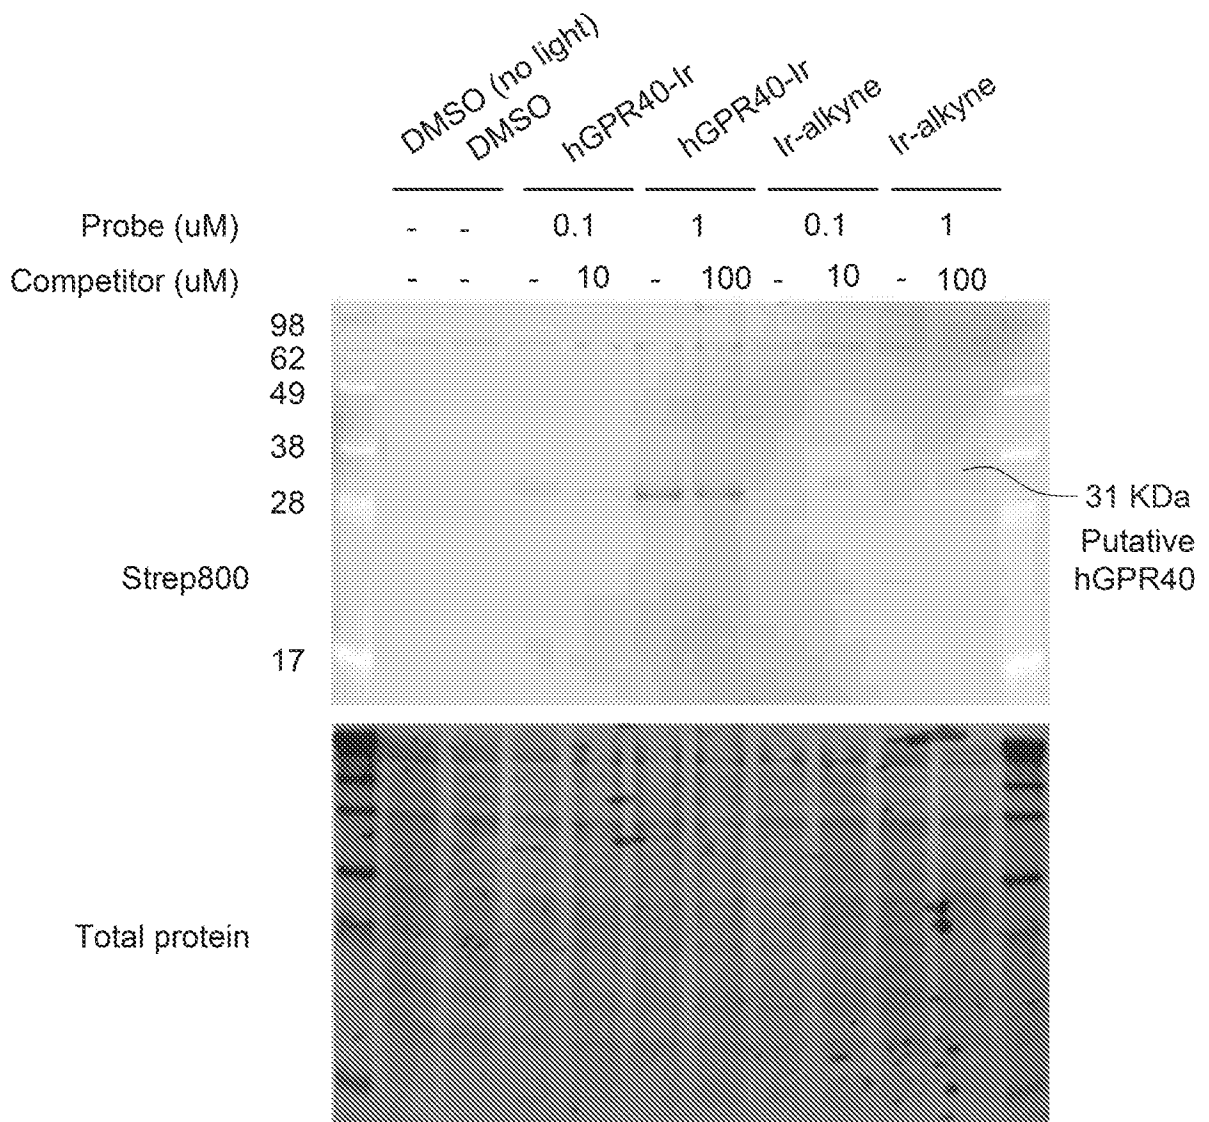 DMSO (no light)
DMSO
hGPR40-Ir
hGPR40-Ir
Ir-alkyne
Ir-alkyne
Probe (uM) - - 0.1 1 0.1 1
Competitor (uM) - - - 10 - 100 - 10 - 100
98
62
49
38
28
31 KDa
Putative
hGPR40
Strep800
17
Total protein